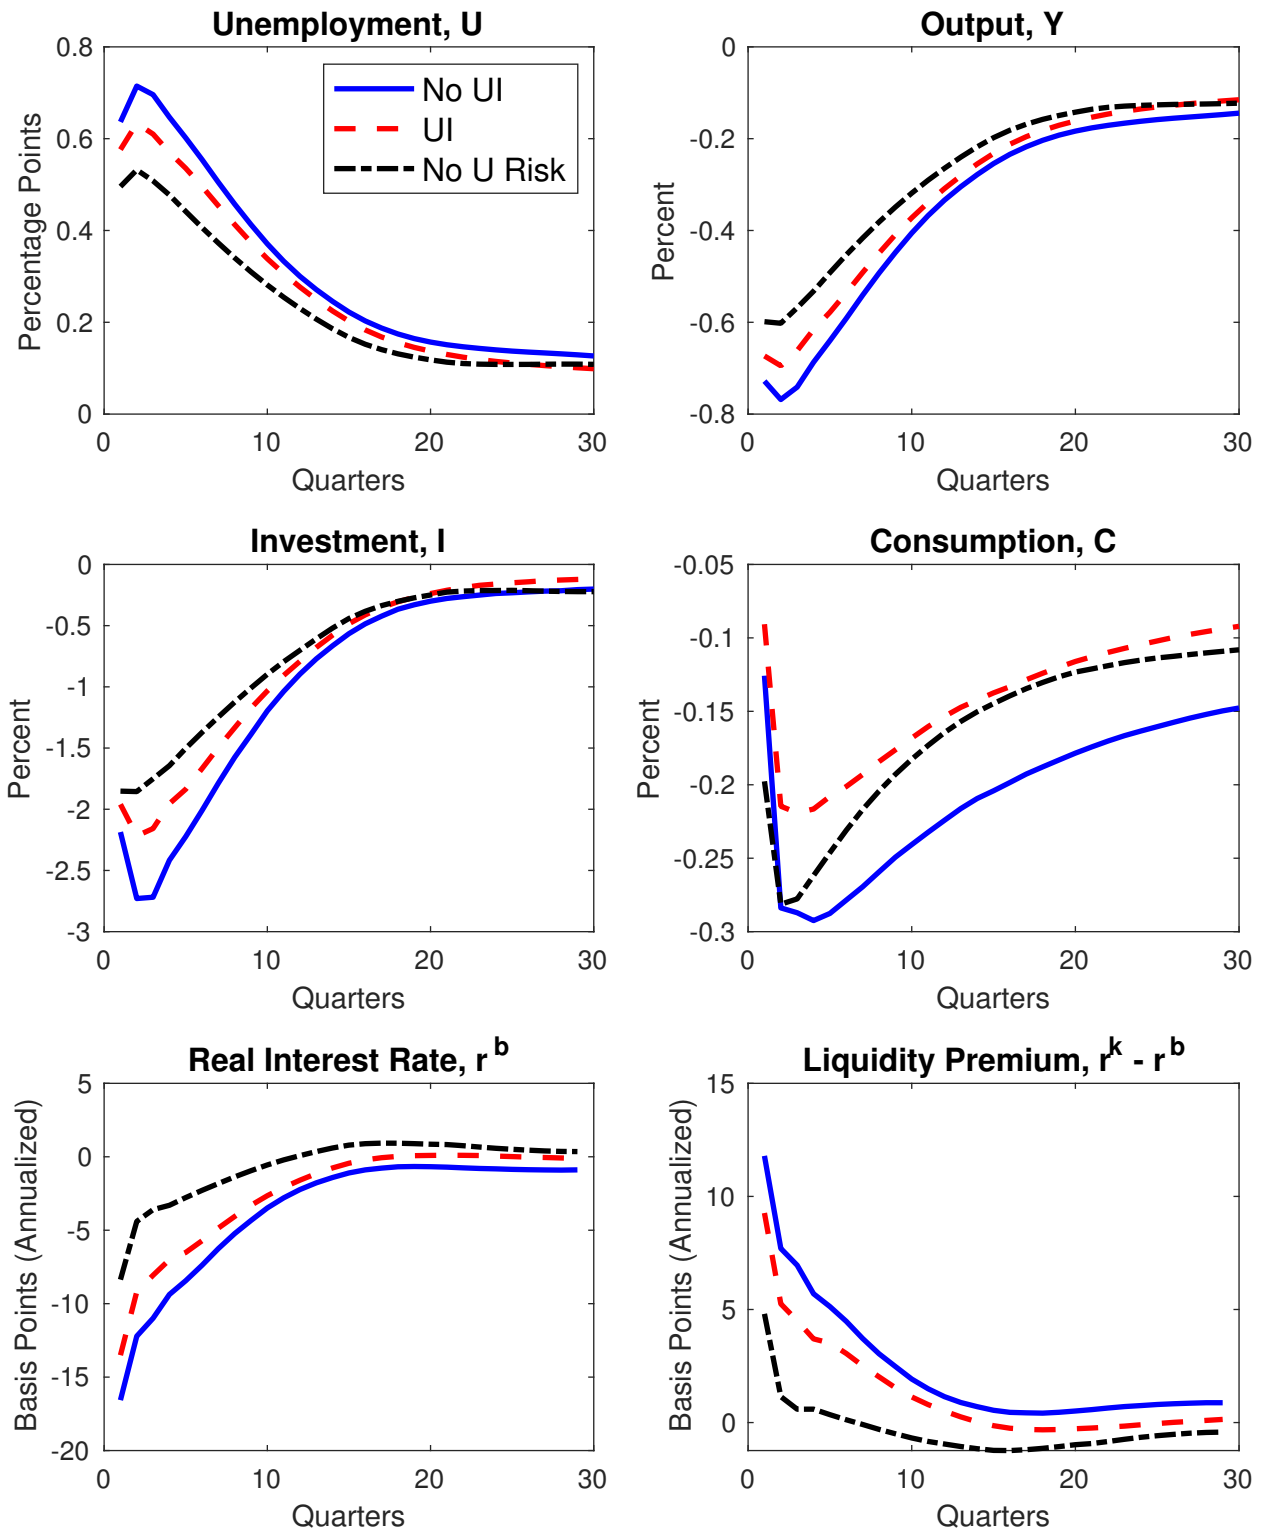 Unemployment, U
0.8
0.6
0.4
0.2
0
0
10
20
30
Percentage Points
Quarters
No UI
UI
No U Risk
Output, Y
0
-0.2
-0.4
-0.6
-0.8
0
10
20
30
Percent
Quarters
Investment, I
0
-0.5
-1
-1.5
-2
-2.5
-3
0
10
20
30
Percent
Quarters
Consumption, C
-0.05
-0.1
-0.15
-0.2
-0.25
-0.3
0
10
20
30
Percent
Quarters
Real Interest Rate, r^b
5
0
-5
-10
-15
-20
0
10
20
30
Basis Points (Annualized)
Quarters
Liquidity Premium, r^k - r^b
15
10
5
0
0
10
20
30
Basis Points (Annualized)
Quarters